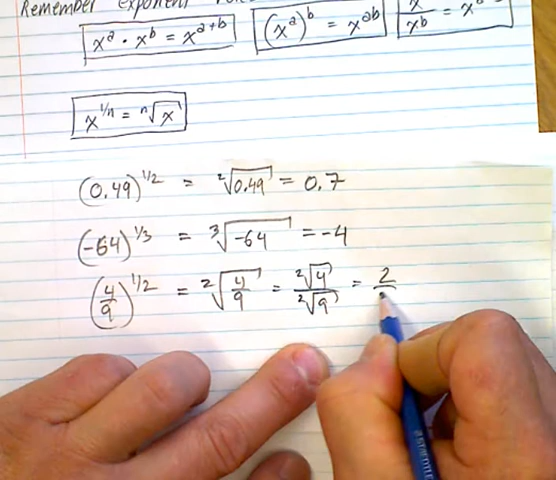 Remember exponent
x^a · x^b = x^{a+b} (x^a)^b = x^{ab} x^b = x
x^{1/n} = ⁿ√x
(0.49)^{1/2} = ²√0.49 = 0.7
(-64)^{1/3} = ³√-64 = -4
(4/9)^{1/2} = ²√(4/9) = ²√4/²√9 = 2
STAEDTLER